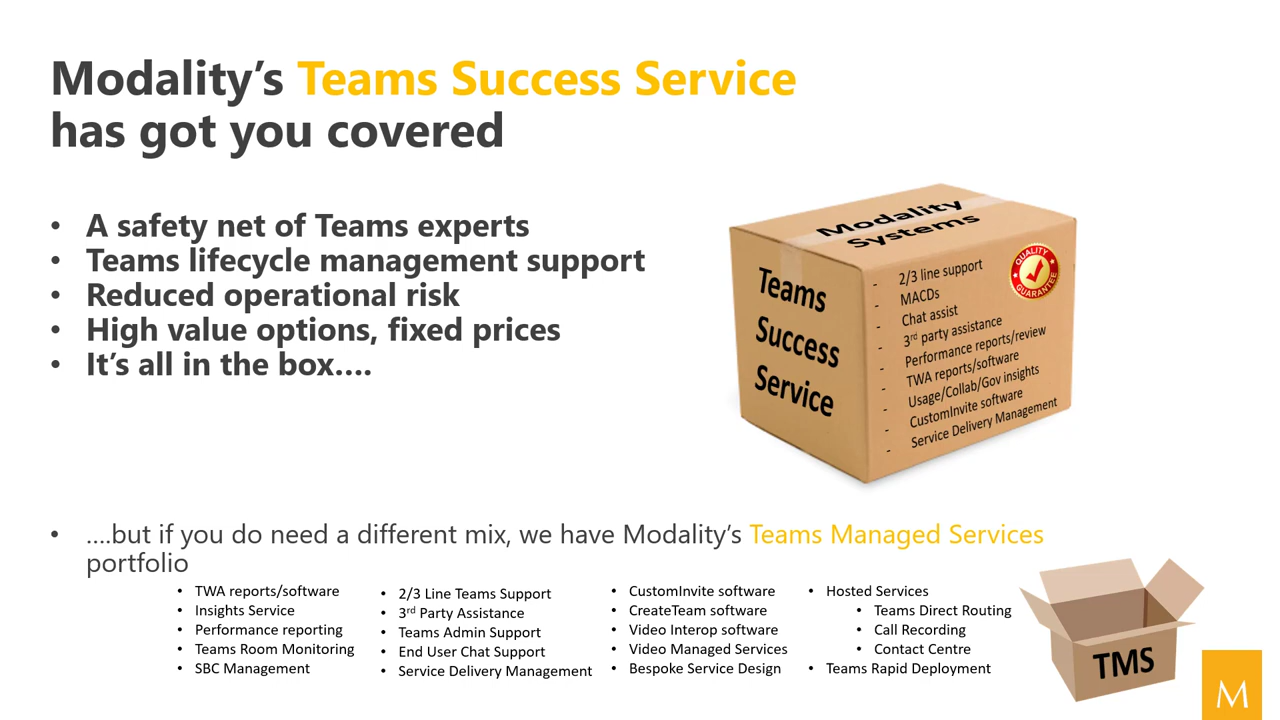 Modality’s Teams Success Service
has got you covered
• A safety net of Teams experts
• Teams lifecycle management support
• Reduced operational risk
• High value options, fixed prices
• It’s all in the box….
Modality
Systems
Teams
Success
Service
QUALITY
GUARANTEE
- 2/3 line support
- MACDs
- Chat assist
- 3rd party assistance
- Performance reports/review
- TWA reports/software
- Usage/Collab/Gov insights
- CustomInvite software
- Service Delivery Management
• ….but if you do need a different mix, we have Modality’s Teams Managed Services
portfolio
• TWA reports/software
• Insights Service
• Performance reporting
• Teams Room Monitoring
• SBC Management
• 2/3 Line Teams Support
• 3rd Party Assistance
• Teams Admin Support
• End User Chat Support
• Service Delivery Management
• CustomInvite software
• CreateTeam software
• Video Interop software
• Video Managed Services
• Bespoke Service Design
• Hosted Services
• Teams Direct Routing
• Call Recording
• Contact Centre
• Teams Rapid Deployment
TMS
M